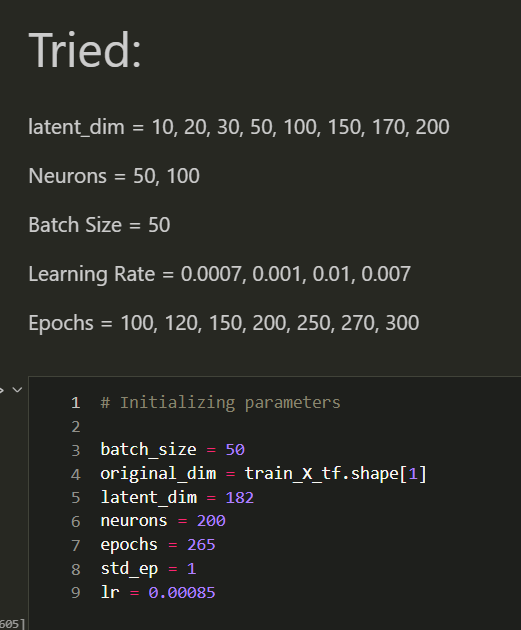 Tried:
latent_dim = 10, 20, 30, 50, 100, 150, 170, 200
Neurons = 50, 100
Batch Size = 50
Learning Rate = 0.0007, 0.001, 0.01, 0.007
Epochs = 100, 120, 150, 200, 250, 270, 300
1 # Initializing parameters
2
3 batch_size = 50
4 original_dim = train_X_tf.shape[1]
5 latent_dim = 182
6 neurons = 200
7 epochs = 265
8 std_ep = 1
9 lr = 0.00085
605]